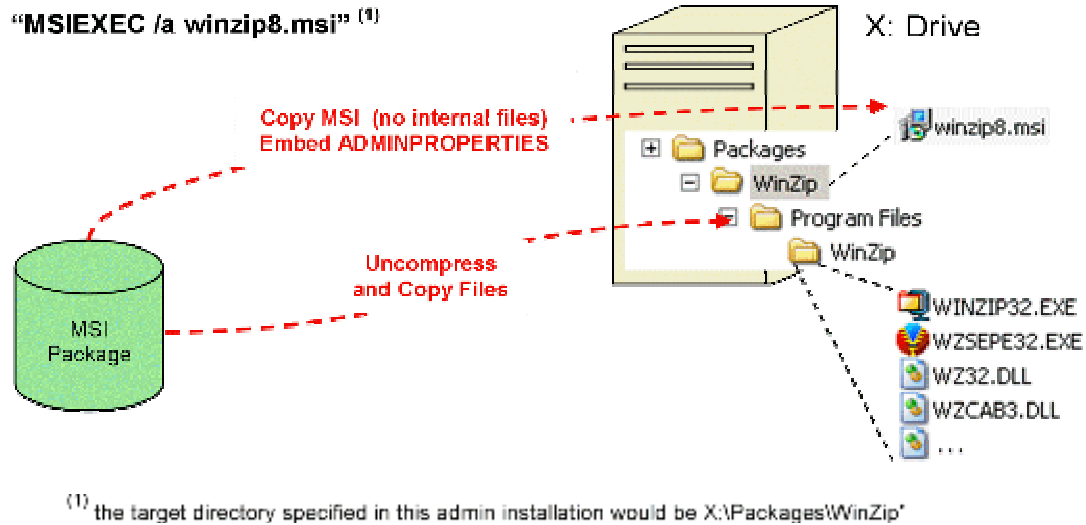 “MSIEXEC /a winzip8.msi” (1)
X: Drive
Copy MSI (no internal files)
Embed ADMINPROPERTIES
winzip8.msi
Packages
WinZip
Program Files
WinZip
Uncompress
and Copy Files
MSI
Package
WINZIP32.EXE
WZSEPE32.EXE
WZ32.DLL
WZCAB3.DLL
...
(1) the target directory specified in this admin installation would be X:\Packages\WinZip"